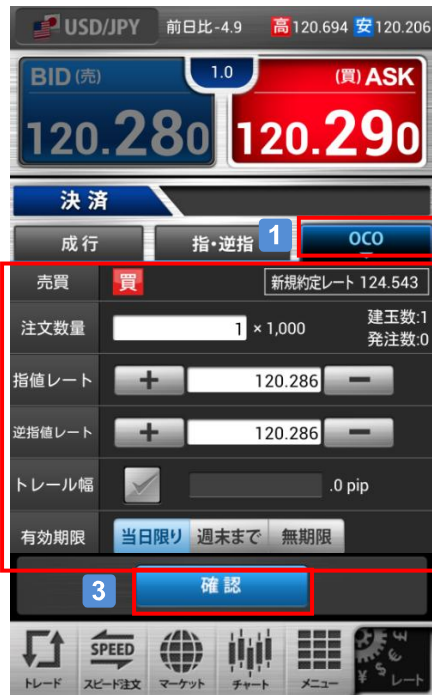 USD/JPY 前日比-4.9 高 120.694 安 120.206
BID (売) 1.0 (買) ASK
120.280 120.290
決済
成行 指・逆指 1 OCO
売買 買 新規約定レート 124.543
注文数量 1 × 1,000 建玉数:1
発注数:0
指値レート + 120.286 −
逆指値レート + 120.286 −
トレール幅 .0 pip
有効期限 当日限り 週末まで 無期限
3 確認
トレード SPEED スピード注文 マーケット チャート メニュー ¥ $ € レート